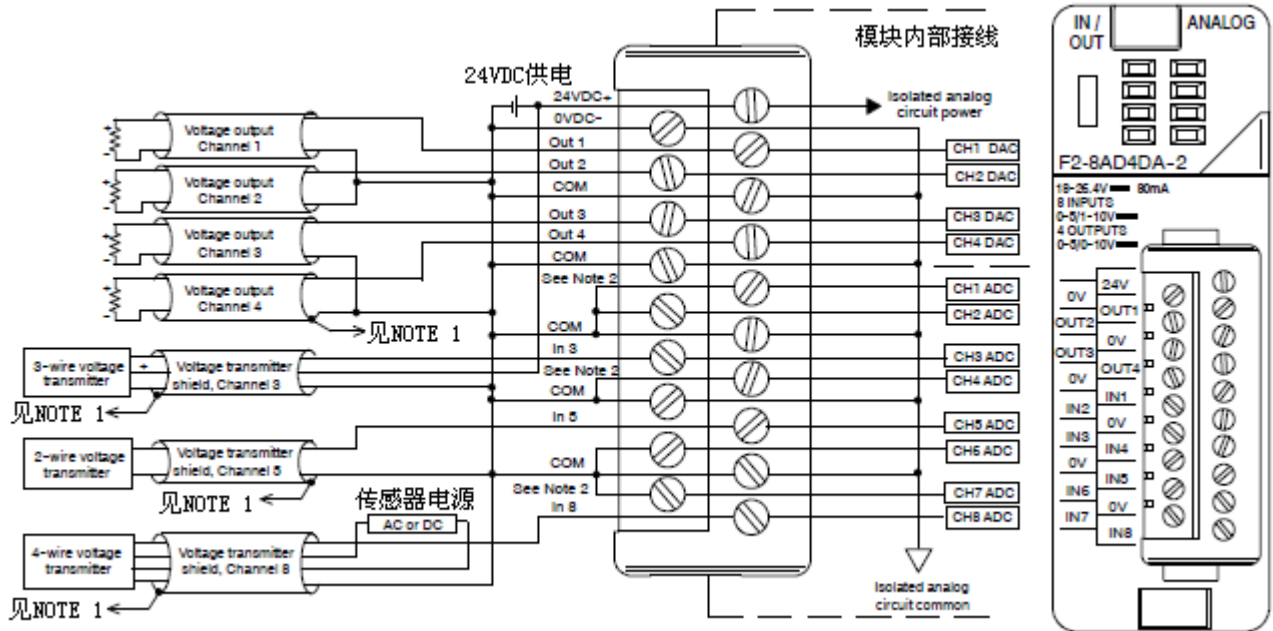 模块内部接线
24VDC供电
24VDC+
0VDC-
Out 1
Out 2
COM
Out 3
Out 4
COM
See Note 2
COM
In 3
See Note 2
COM
In 5
COM
See Note 2
In 8
Voltage output
Channel 1
Voltage output
Channel 2
Voltage output
Channel 3
Voltage output
Channel 4
见NOTE 1
3-wire voltage
transmitter
+
Voltage transmitter
shield, Channel 3
见NOTE 1
2-wire voltage
transmitter
Voltage transmitter
shield, Channel 5
见NOTE 1
传感器电源
AC or DC
4-wire voltage
transmitter
Voltage transmitter
shield, Channel 8
见NOTE 1
Isolated analog
circuit power
CH1 DAC
CH2 DAC
CH3 DAC
CH4 DAC
CH1 ADC
CH2 ADC
CH3 ADC
CH4 ADC
CH5 ADC
CH6 ADC
CH7 ADC
CH8 ADC
Isolated analog
circuit common
IN /
OUT
ANALOG
F2-8AD4DA-2
18-26.4V 80mA
8 INPUTS
0-5/1-10V
4 OUTPUTS
0-5/0-10V
24V
0V
OUT1
OUT2
0V
OUT3
OUT4
0V
IN1
IN2
0V
IN3
IN4
0V
IN5
IN6
0V
IN7
IN8